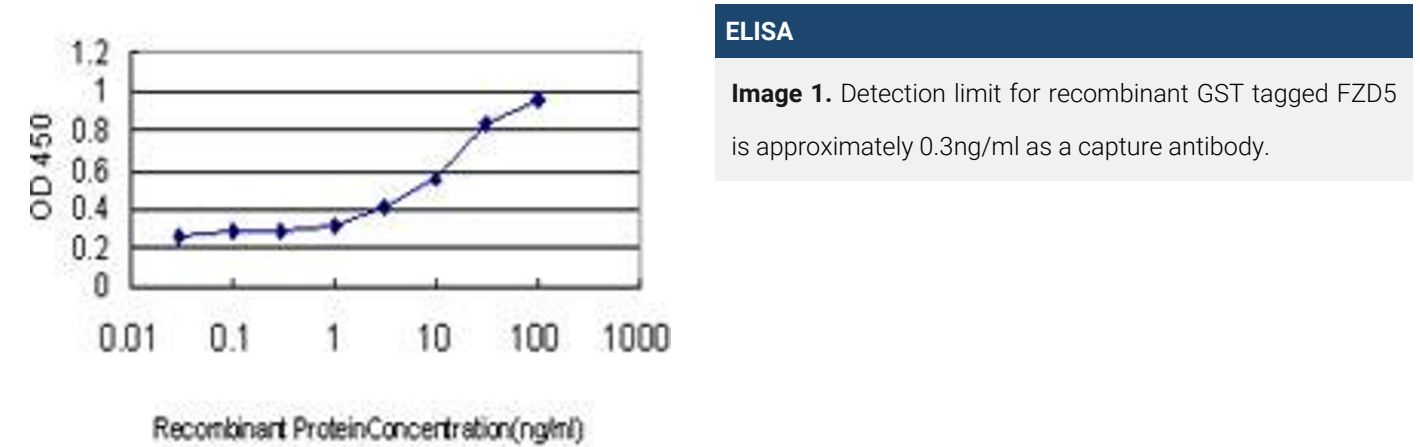 1.2
1
0.8
0.6
0.4
0.2
0
OD 450
0.01 0.1 1 10 100 1000
Recombinant ProteinConcentration(ng/ml)
ELISA
Image 1. Detection limit for recombinant GST tagged FZD5
is approximately 0.3ng/ml as a capture antibody.